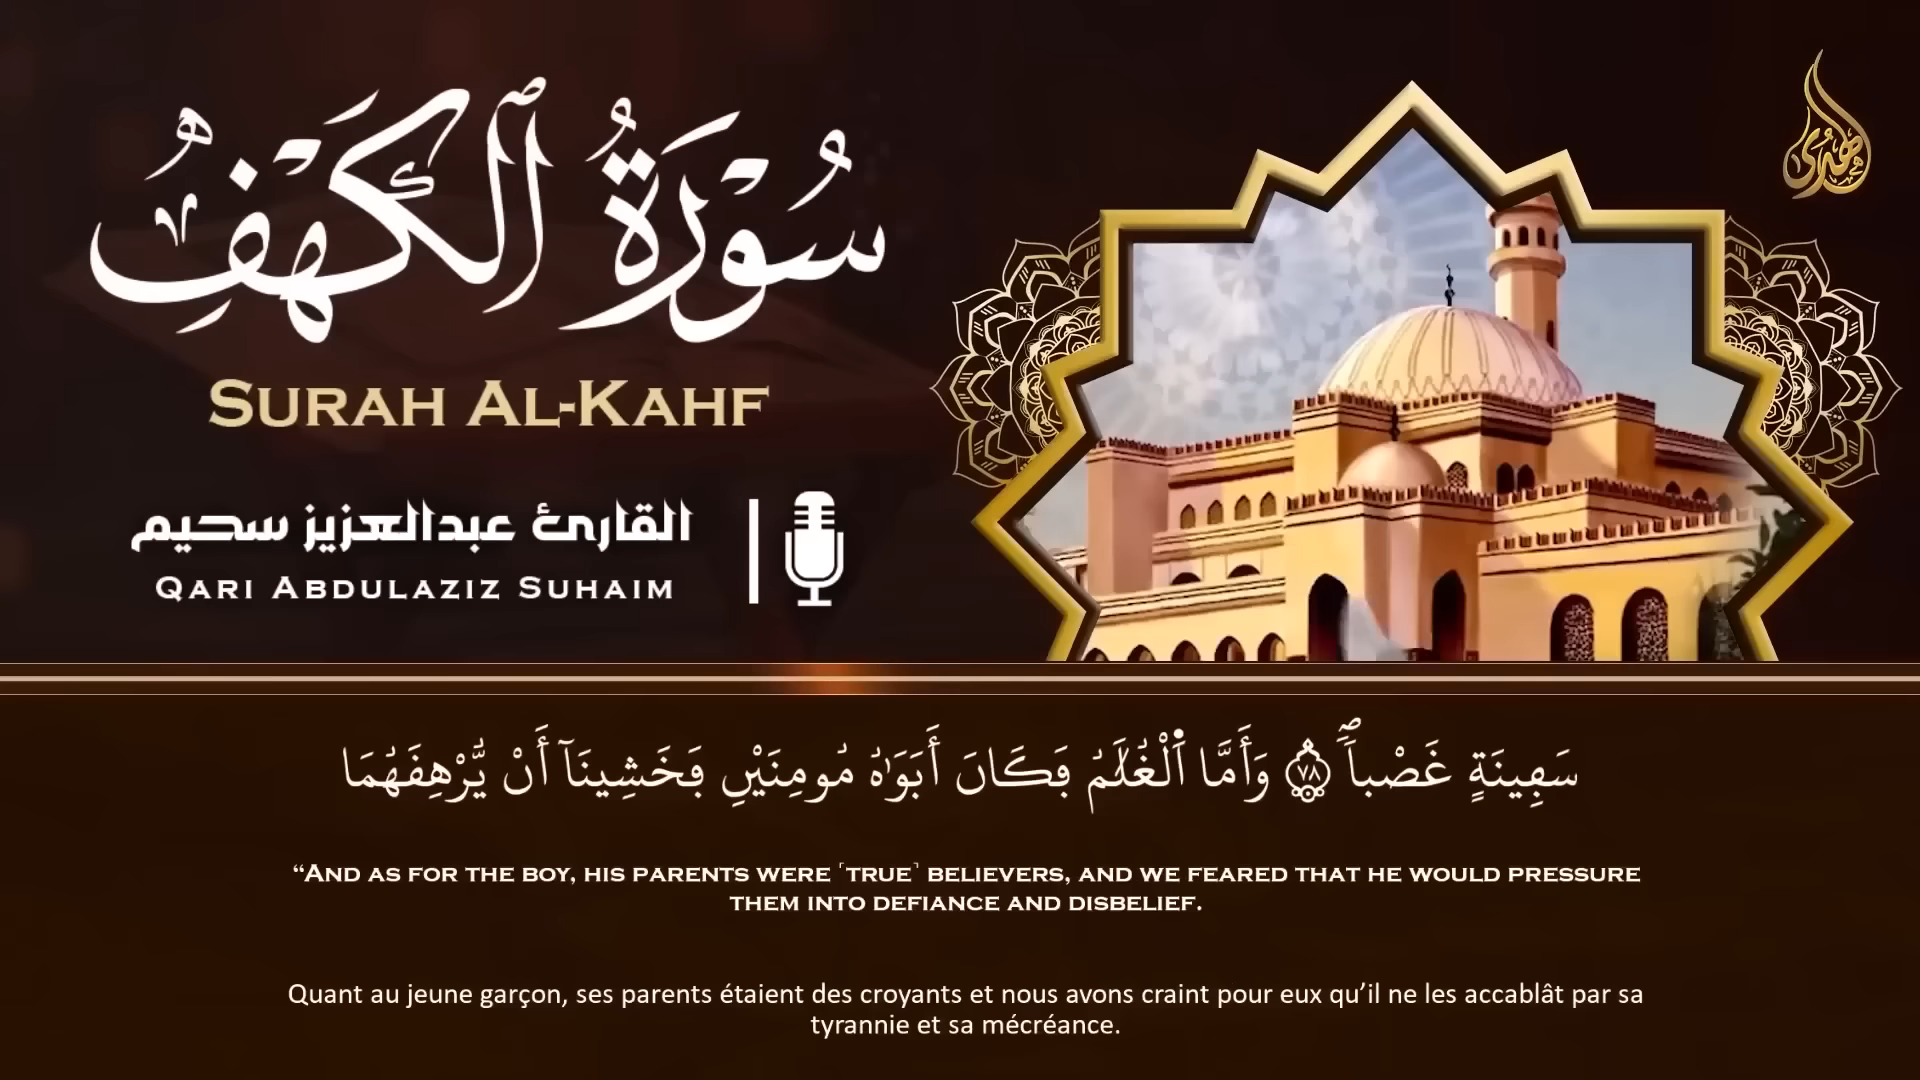 سُورَةُ ٱلْكَهْفِ
SURAH AL-KAHF
القارئ عبدالعزيز سحيم
QARI ABDULAZIZ SUHAIM
الهدى
سَفِينَةٍ غَصْباٗۖ ٧٨ وَأَمَّا اَ۬لْغُلَٰمُ فَكَانَ أَبَوَٰهُ مُومِنَيْنِ فَخَشِينَآ أَنْ يُّرْهِقَهُمَا
“AND AS FOR THE BOY, HIS PARENTS WERE ˹TRUE˺ BELIEVERS, AND WE FEARED THAT HE WOULD PRESSURE
THEM INTO DEFIANCE AND DISBELIEF.
Quant au jeune garçon, ses parents étaient des croyants et nous avons craint pour eux qu’il ne les accablât par sa
tyrannie et sa mécréance.